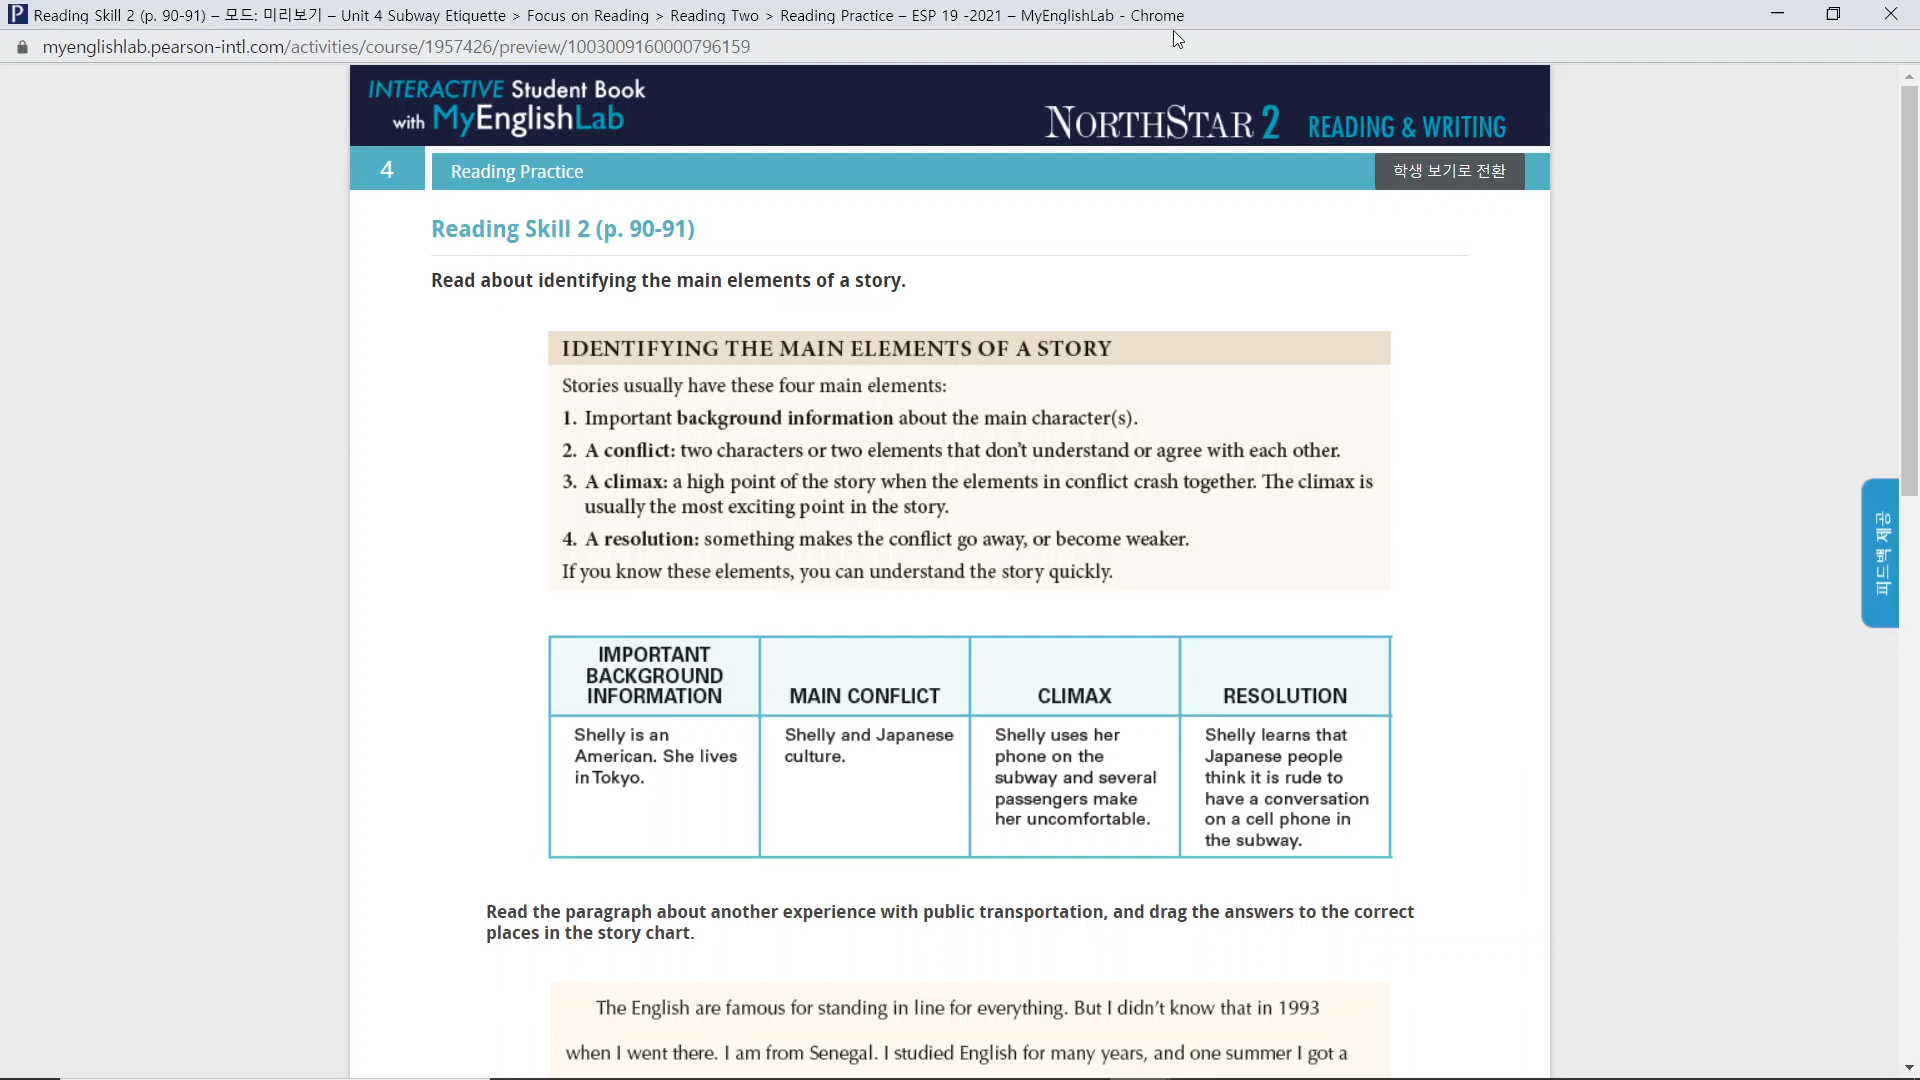 Reading Skill 2 (p. 90-91) – 모드: 미리보기 – Unit 4 Subway Etiquette > Focus on Reading > Reading Two > Reading Practice – ESP 19 -2021 – MyEnglishLab - Chrome
myenglishlab.pearson-intl.com/activities/course/1957426/preview/1003009160000796159
INTERACTIVE Student Book
with MyEnglishLab
NORTHSTAR 2 READING & WRITING
4 Reading Practice 학생 보기로 전환
Reading Skill 2 (p. 90-91)
Read about identifying the main elements of a story.
IDENTIFYING THE MAIN ELEMENTS OF A STORY
Stories usually have these four main elements:
1. Important background information about the main character(s).
2. A conflict: two characters or two elements that don't understand or agree with each other.
3. A climax: a high point of the story when the elements in conflict crash together. The climax is
usually the most exciting point in the story.
4. A resolution: something makes the conflict go away, or become weaker.
If you know these elements, you can understand the story quickly.
피드백 제공
IMPORTANT
BACKGROUND
INFORMATION
MAIN CONFLICT
CLIMAX
RESOLUTION
Shelly is an
American. She lives
in Tokyo.
Shelly and Japanese
culture.
Shelly uses her
phone on the
subway and several
passengers make
her uncomfortable.
Shelly learns that
Japanese people
think it is rude to
have a conversation
on a cell phone in
the subway.
Read the paragraph about another experience with public transportation, and drag the answers to the correct
places in the story chart.
The English are famous for standing in line for everything. But I didn't know that in 1993
when I went there. I am from Senegal. I studied English for many years, and one summer I got a